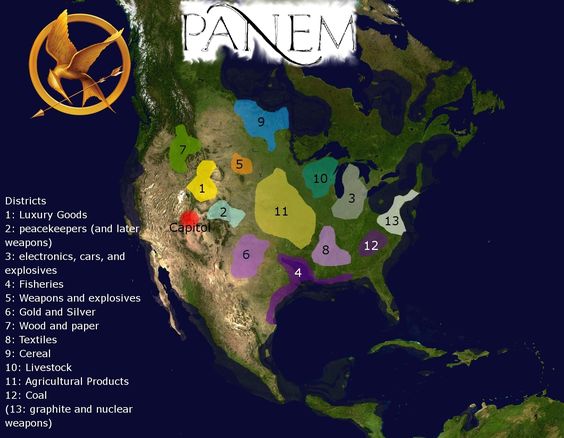 PANEM
9
7
5
10
1
3
2
11
13
Capitol
12
8
6
4
Districts
1: Luxury Goods
2: peacekeepers (and later
weapons)
3: electronics, cars, and
explosives
4: Fisheries
5: Weapons and explosives
6: Gold and Silver
7: Wood and paper
8: Textiles
9: Cereal
10: Livestock
11: Agricultural Products
12: Coal
(13: graphite and nuclear
weapons)